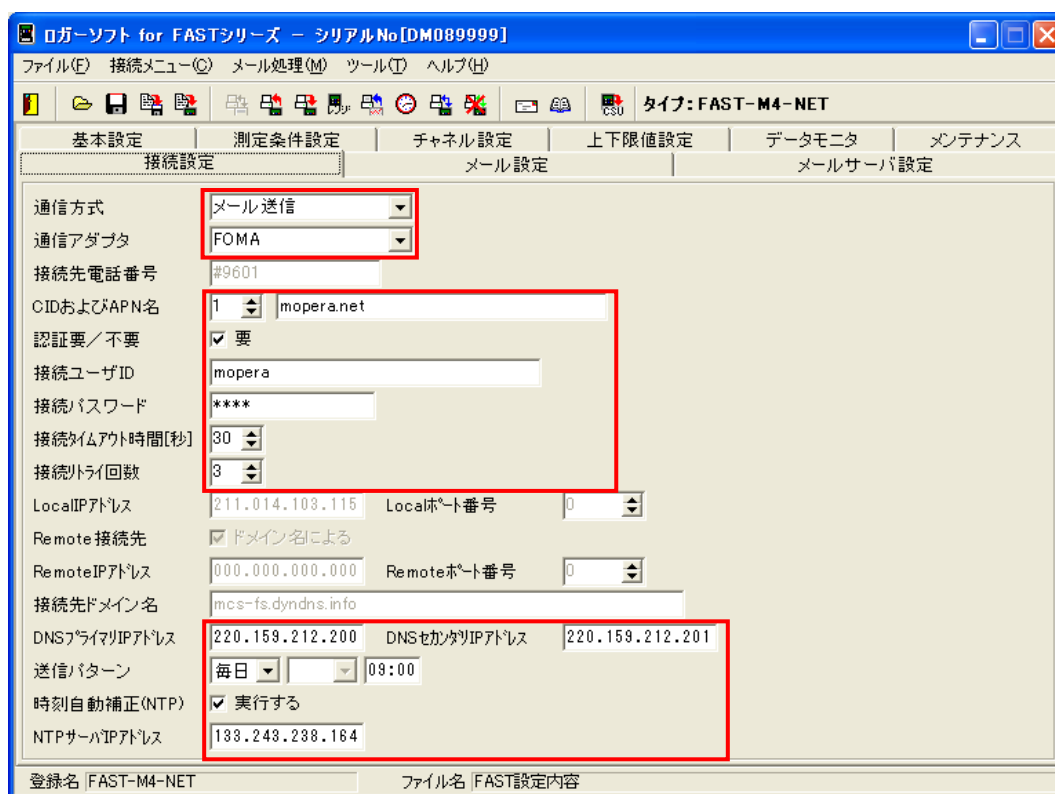 ロガーソフト for FASTシリーズ － シリアルNo[DM089999]
ファイル(F) 接続メニュー(C) メール処理(M) ツール(T) ヘルプ(H)
CSU タイプ:FAST-M4-NET
基本設定 測定条件設定 チャネル設定 上下限値設定 データモニタ メンテナンス
接続設定 メール設定 メールサーバ設定
通信方式 メール送信
通信アダプタ FOMA
接続先電話番号 #9601
CIDおよびAPN名 1 mopera.net
認証要／不要 要
接続ユーザID mopera
接続パスワード ****
接続ﾀｲﾑｱｳﾄ時間[秒] 30
接続ﾘﾄﾗｲ回数 3
LocalIPｱﾄﾞﾚｽ 211.014.103.115 Localﾎﾟｰﾄ番号 0
Remote接続先 ドメイン名による
RemoteIPｱﾄﾞﾚｽ 000.000.000.000 Remoteﾎﾟｰﾄ番号 0
接続先ドメイン名 mcs-fs.dyndns.info
DNSﾌﾟﾗｲﾏﾘIPｱﾄﾞﾚｽ 220.159.212.200 DNSｾｶﾝﾀﾞﾘIPｱﾄﾞﾚｽ 220.159.212.201
送信パターン 毎日 09:00
時刻自動補正(NTP) 実行する
NTPｻｰﾊﾞIPｱﾄﾞﾚｽ 133.243.238.164
登録名 FAST-M4-NET ファイル名 FAST設定内容